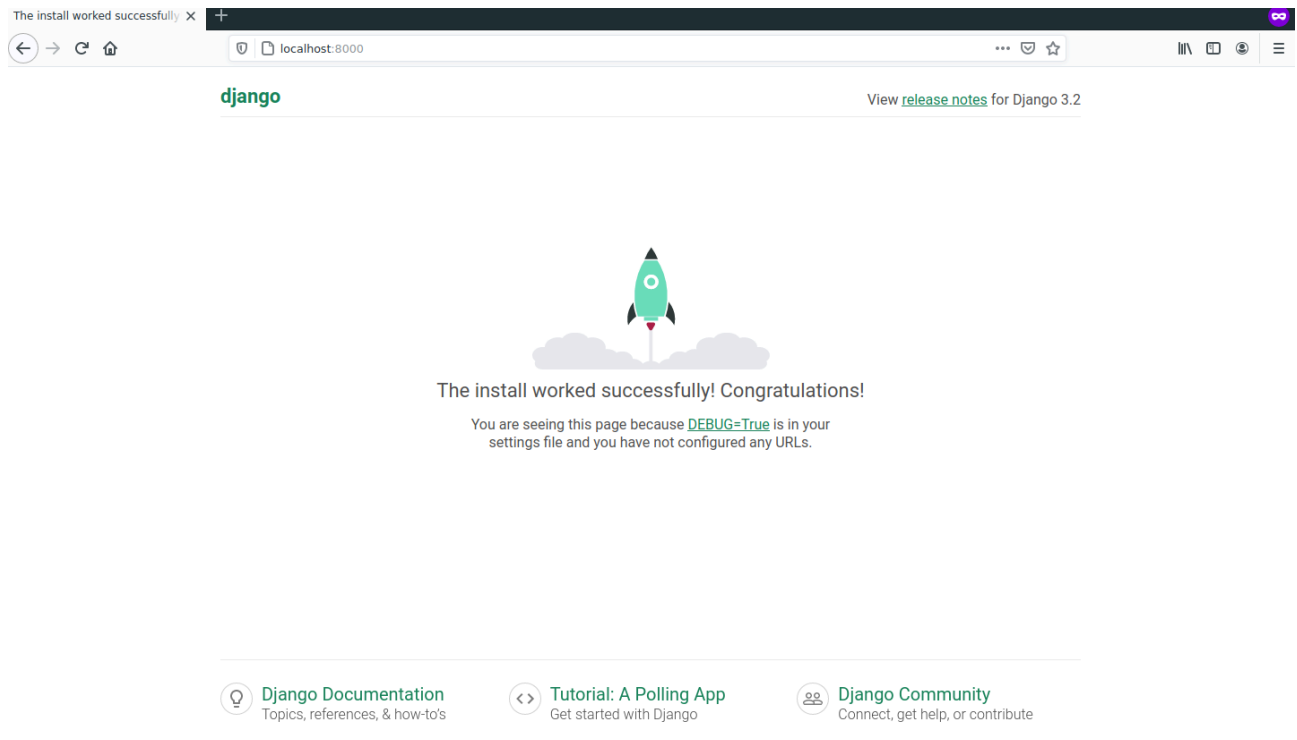 The install worked successfully
localhost:8000
django
View release notes for Django 3.2
The install worked successfully! Congratulations!
You are seeing this page because DEBUG=True is in your
settings file and you have not configured any URLs.
Django Documentation
Topics, references, & how-to's
Tutorial: A Polling App
Get started with Django
Django Community
Connect, get help, or contribute